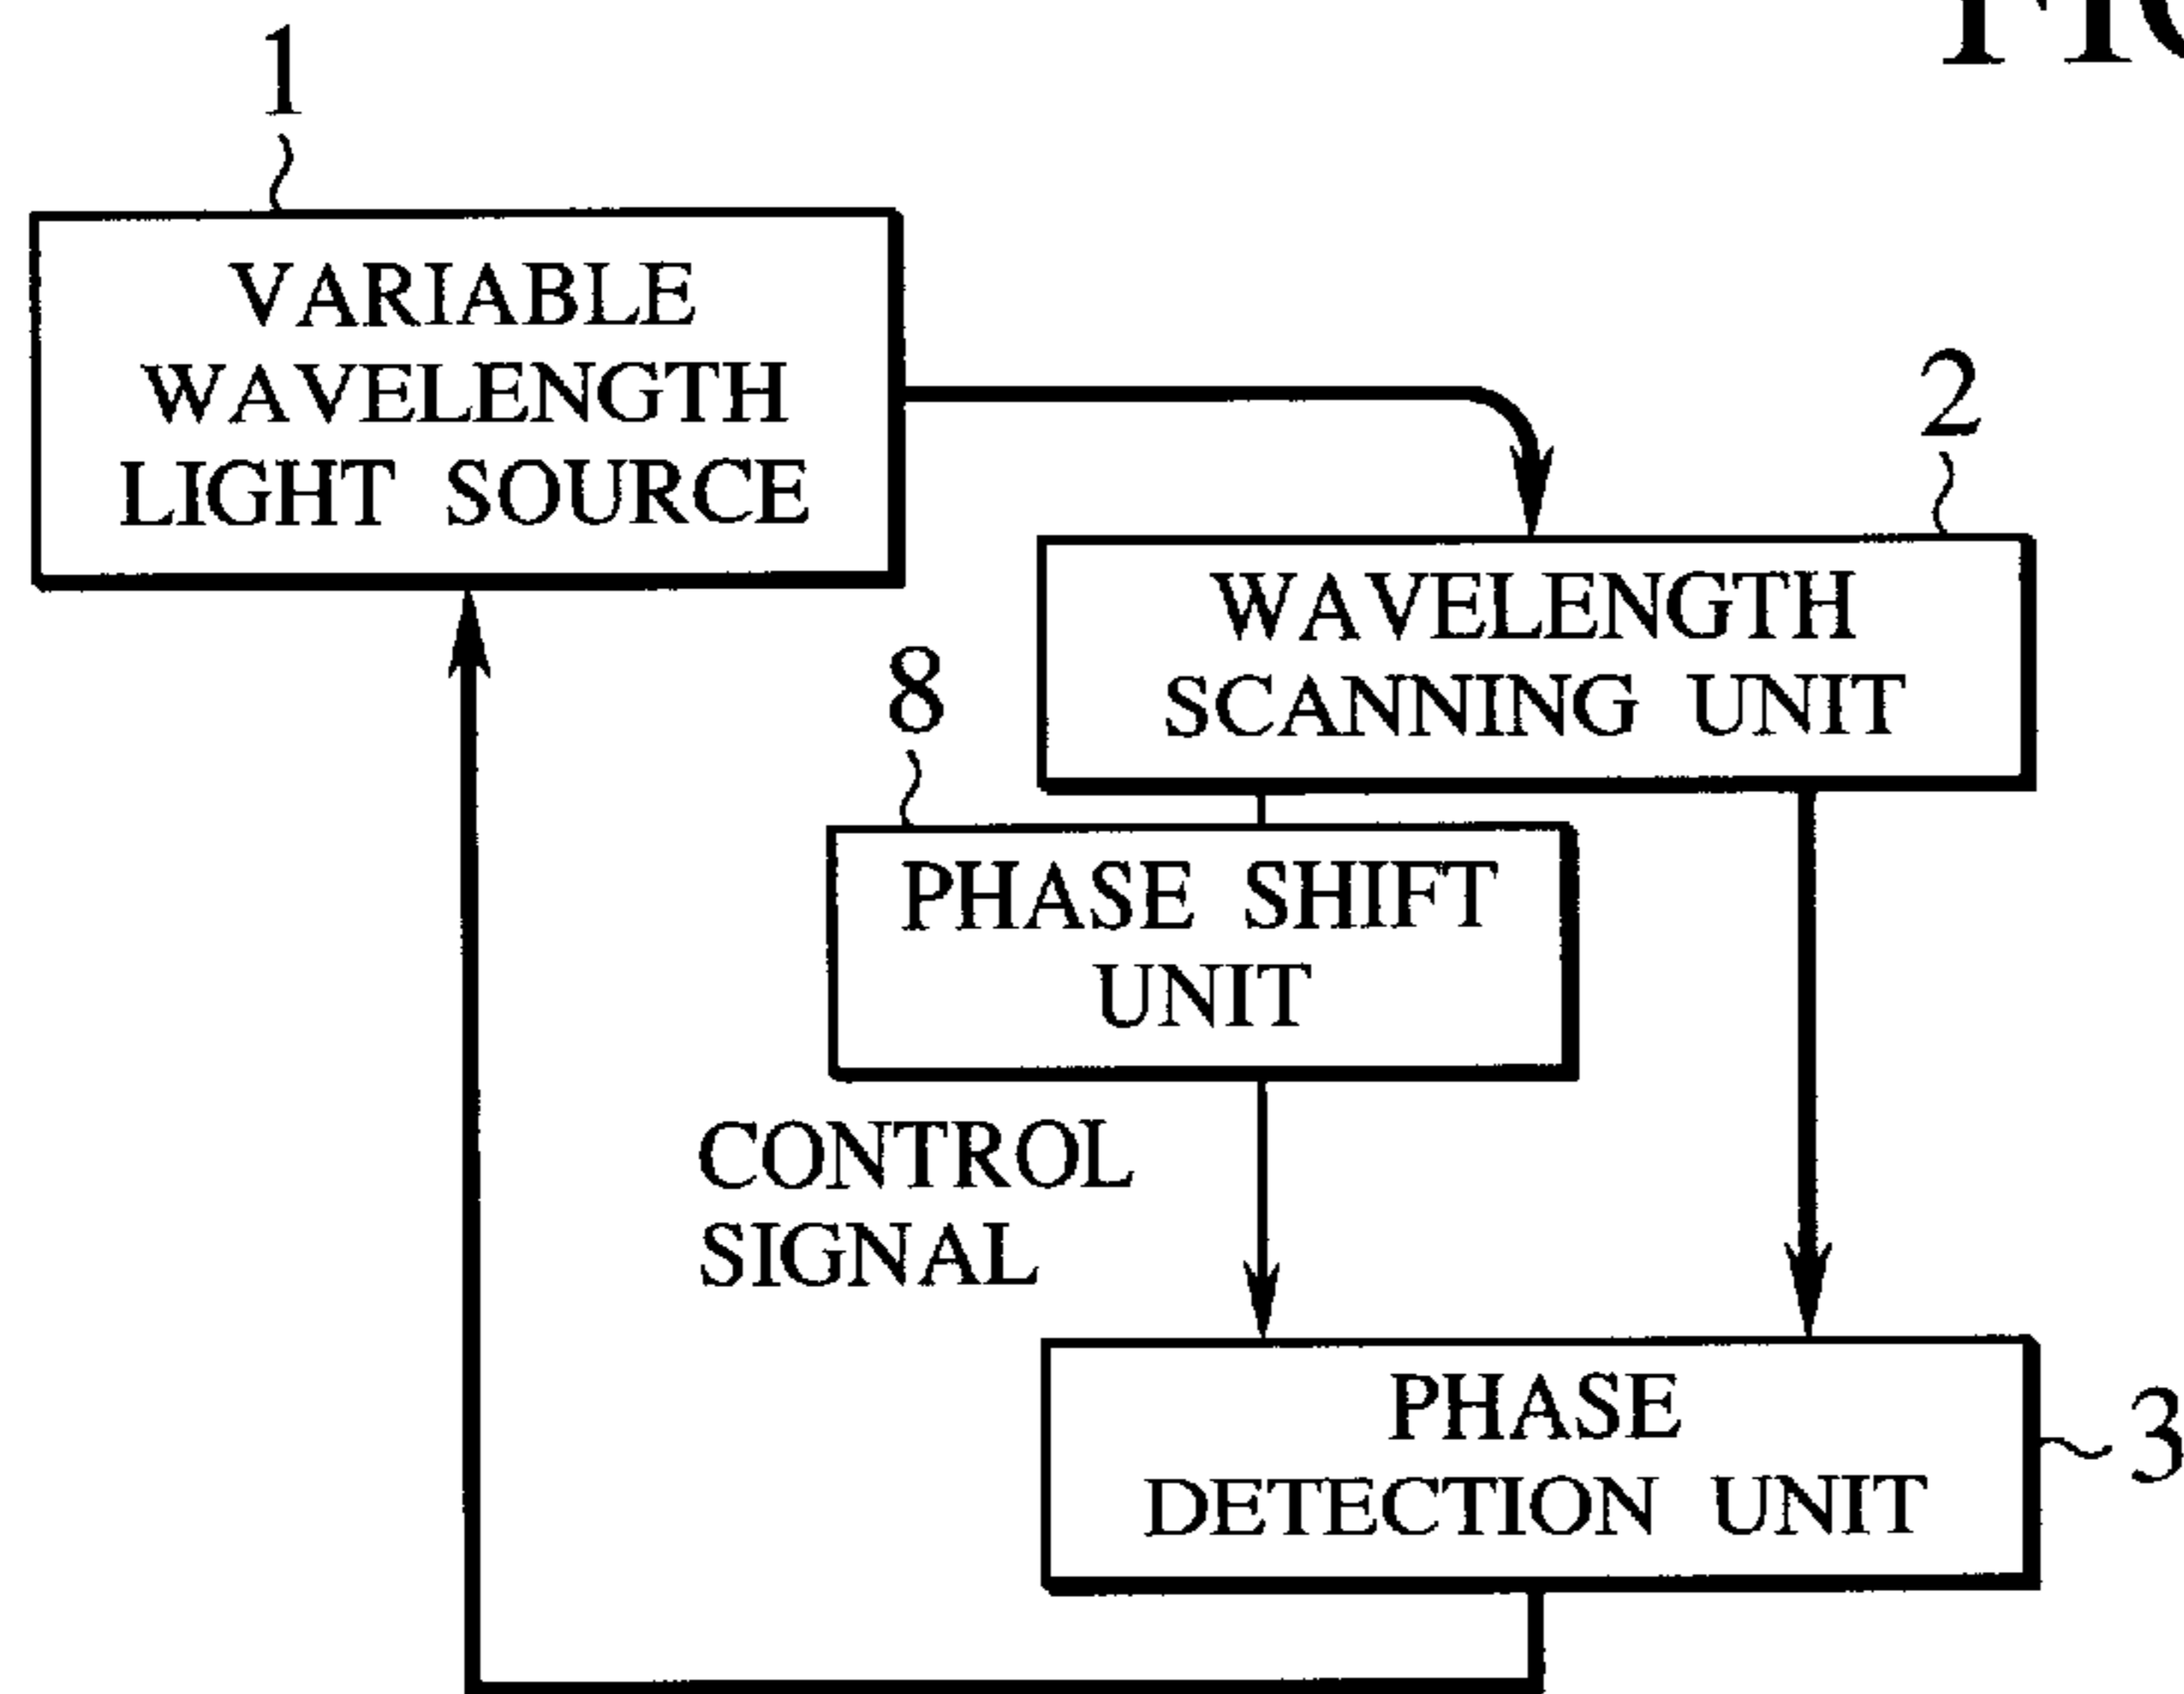 1
VARIABLE
WAVELENGTH
LIGHT SOURCE
2
WAVELENGTH
SCANNING UNIT
8
PHASE SHIFT
UNIT
CONTROL
SIGNAL
PHASE
DETECTION UNIT
3